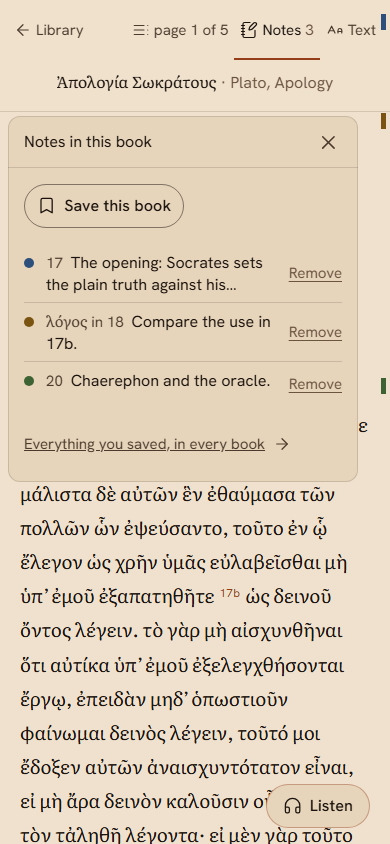 Library
page 1 of 5
Notes 3
Aa Text
Ἀπολογία Σωκράτους · Plato, Apology
Notes in this book
Save this book
17 The opening: Socrates sets
the plain truth against his…
Remove
λόγος in 18 Compare the use in
17b.
Remove
20 Chaerephon and the oracle.
Remove
Everything you saved, in every book
μάλιστα δὲ αὐτῶν ἓν ἐθαύμασα τῶν
πολλῶν ὧν ἐψεύσαντο, τοῦτο ἐν ᾧ
ἔλεγον ὡς χρῆν ὑμᾶς εὐλαβεῖσθαι μὴ
ὑπ’ ἐμοῦ ἐξαπατηθῆτε 17b ὡς δεινοῦ
ὄντος λέγειν. τὸ γὰρ μὴ αἰσχυνθῆναι
ὅτι αὐτίκα ὑπ’ ἐμοῦ ἐξελεγχθήσονται
ἔργῳ, ἐπειδὰν μηδ’ ὁπωστιοῦν
φαίνωμαι δεινὸς λέγειν, τοῦτό μοι
ἔδοξεν αὐτῶν ἀναισχυντότατον εἶναι,
εἰ μὴ ἄρα δεινὸν καλοῦσιν
Listen
τὸν τἀληθῆ λέγοντα· εἰ μὲν γὰρ τοῦτο